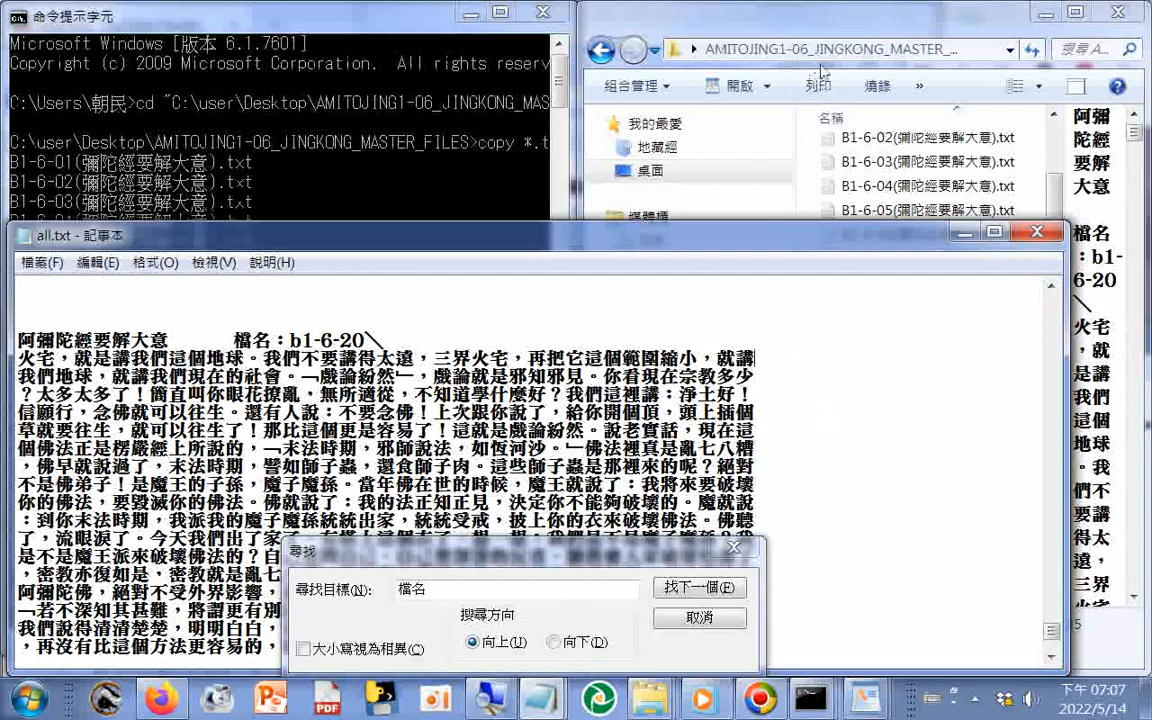 命令提示字元
Microsoft Windows [版本 6.1.7601]
Copyright (c) 2009 Microsoft Corporation.  All rights reserv
C:\Users\朝民>cd "C:\user\Desktop\AMITOJING1-06_JINGKONG_MAS
C:\user\Desktop\AMITOJING1-06_JINGKONG_MASTER_FILES>copy *.t
B1-6-01(彌陀經要解大意).txt
B1-6-02(彌陀經要解大意).txt
B1-6-03(彌陀經要解大意).txt
AMITOJING1-06_JINGKONG_MASTER_...
搜尋 A...
組合管理
開啟
列印
燒錄
»
我的最愛
地藏經
桌面
媒體櫃
名稱
B1-6-02(彌陀經要解大意).txt
B1-6-03(彌陀經要解大意).txt
B1-6-04(彌陀經要解大意).txt
B1-6-05(彌陀經要解大意).txt
阿彌
陀經
要解
大意
檔名
：b1-
6-20
╲
火宅
，就
是講
我們
這個
地球
。我
們不
要講
得太
遠，
三界
all.txt - 記事本
檔案(F) 編輯(E) 格式(O) 檢視(V) 說明(H)
阿彌陀經要解大意 檔名：b1-6-20╲
火宅，就是講我們這個地球。我們不要講得太遠，三界火宅，再把它這個範圍縮小，就講
我們地球，就講我們現在的社會。﹁戲論紛然﹂，戲論就是邪知邪見。你看現在宗教多少
？太多太多了！簡直叫你眼花撩亂，無所適從，不知道學什麼好？我們這裡講：淨土好！
信願行，念佛就可以往生。還有人說：不要念佛！上次跟你說了，給你開個頂，頭上插個
草就要往生，就可以往生了！那比這個更是容易了！這就是戲論紛然。說老實話，現在這
個佛法正是楞嚴經上所說的，﹁末法時期，邪師說法，如恆河沙。﹂佛法裡真是亂七八糟
，佛早就說過了，末法時期，譬如師子蟲，還食師子肉。這些師子蟲是那裡來的呢？絕對
不是佛弟子！是魔王的子孫，魔子魔孫。當年佛在世的時候，魔王就說了：我將來要破壞
你的佛法，要毀滅你的佛法。佛就說了：我的法正知正見，決定你不能夠破壞的。魔就說
：到你末法時期，我派我的魔子魔孫統統出家，統統受戒，披上你的衣來破壞佛法。佛聽
了，流眼淚了。今天我們出了家了
是不是魔王派來破壞佛法的？自
，密教亦復如是，密教就是亂七
阿彌陀佛，絕對不受外界影響，
﹁若不深知其甚難，將謂更有別
我們說得清清楚楚，明明白白，
，再沒有比這個方法更容易的，
尋找
尋找目標(N): 檔名 找下一個(F)
搜尋方向 取消
大小寫視為相異(C) 向上(U) 向下(D)
下午 07:07
2022/5/14